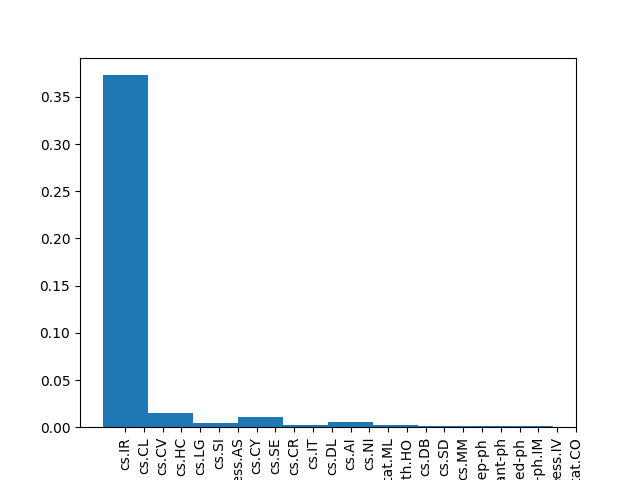 0.35
0.30
0.25
0.20
0.15
0.10
0.05
0.00
cs.IR
cs.CL
cs.CV
cs.HC
cs.LG
cs.SI
ess.AS
cs.CY
cs.SE
cs.CR
cs.IT
cs.DL
cs.AI
cs.NI
tat.ML
th.HO
cs.DB
cs.SD
cs.MM
ep-ph
ant-ph
ed-ph
-ph.IM
ess.IV
tat.CO